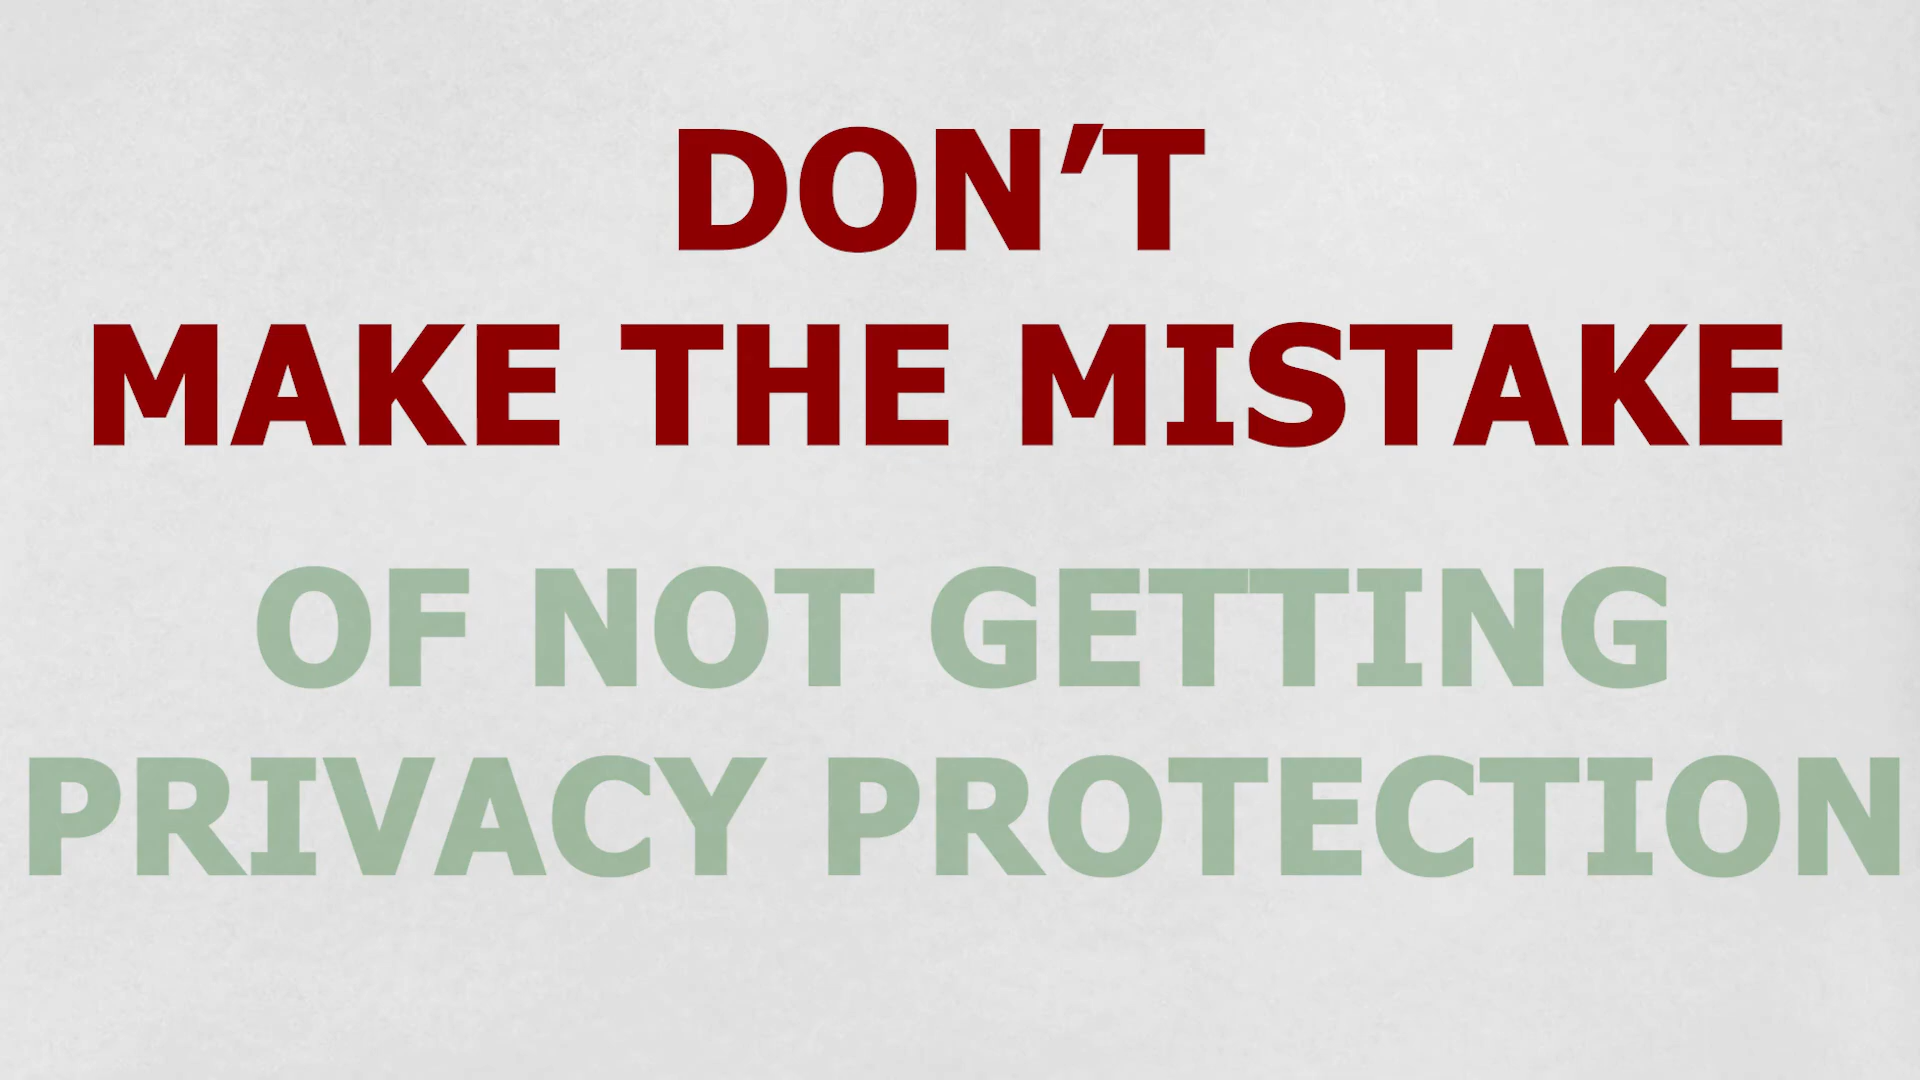 DON’T
MAKE THE MISTAKE
OF NOT GETTING
PRIVACY PROTECTION